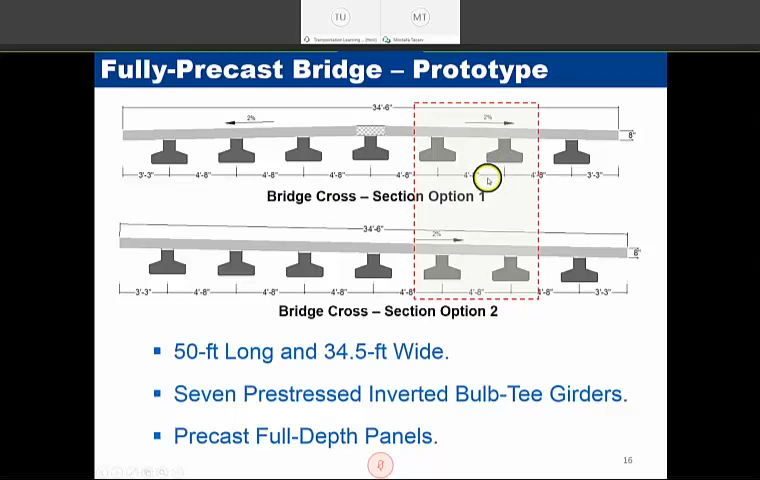 TU
MT
Transportation Learning ... (Host)
Mostafa Tazarv
Fully-Precast Bridge – Prototype
34'-6"
2%
2%
8"
3'-3"
4'-8"
4'-8"
4'-8"
4'-8"
4'-8"
3'-3"
Bridge Cross – Section Option 1
34'-6"
2%
8"
3'-3"
4'-8"
4'-8"
4'-8"
4'-8"
4'-8"
4'-8"
3'-3"
Bridge Cross – Section Option 2
▪ 50-ft Long and 34.5-ft Wide.
▪ Seven Prestressed Inverted Bulb-Tee Girders.
▪ Precast Full-Depth Panels.
16